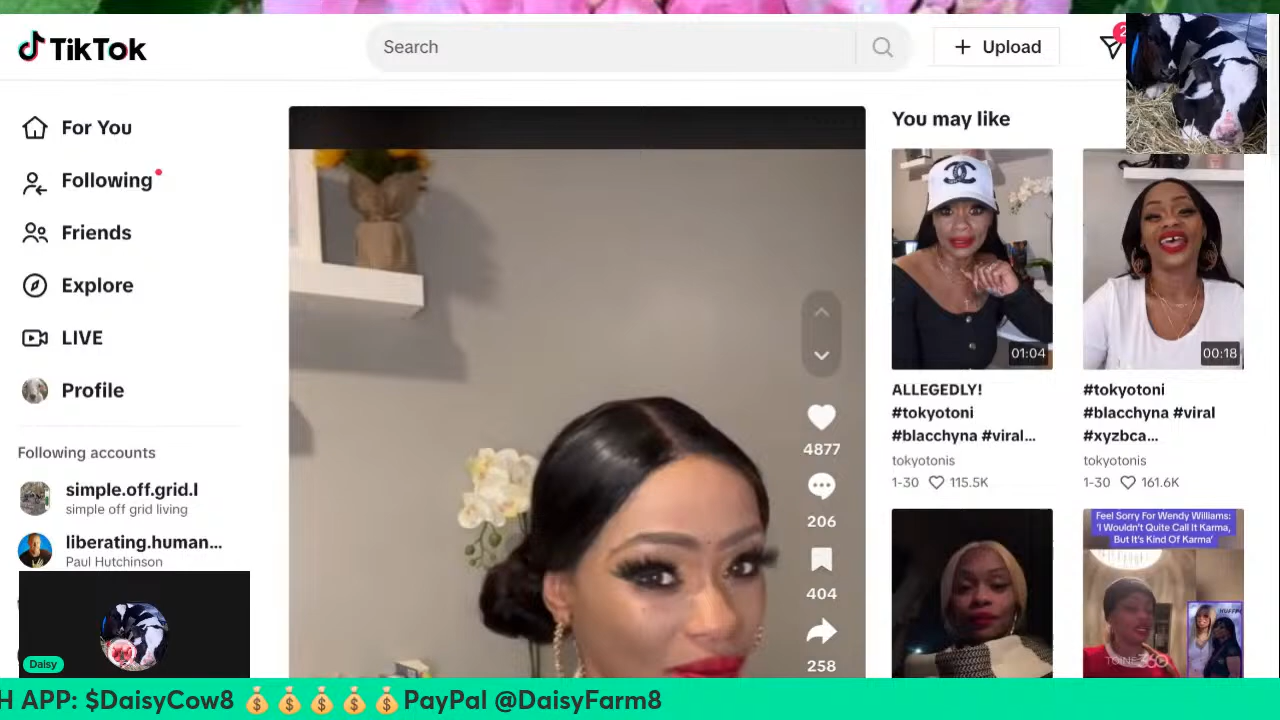 TikTok
Search
Upload
2
For You
Following
Friends
Explore
LIVE
Profile
Following accounts
simple.off.grid.l
simple off grid living
liberating.human...
Paul Hutchinson
Daisy
4877
206
404
258
You may like
01:04
ALLEGEDLY!
#tokyotoni
#blacchyna #viral...
tokyotonis
1-30 115.5K
00:18
#tokyotoni
#blacchyna #viral
#xyzbca...
tokyotonis
1-30 161.6K
Feel Sorry For Wendy Williams:
'I Wouldn't Quite Call It Karma,
But It's Kind Of Karma'
TOINE360
H APP: $DaisyCow8 PayPal @DaisyFarm8